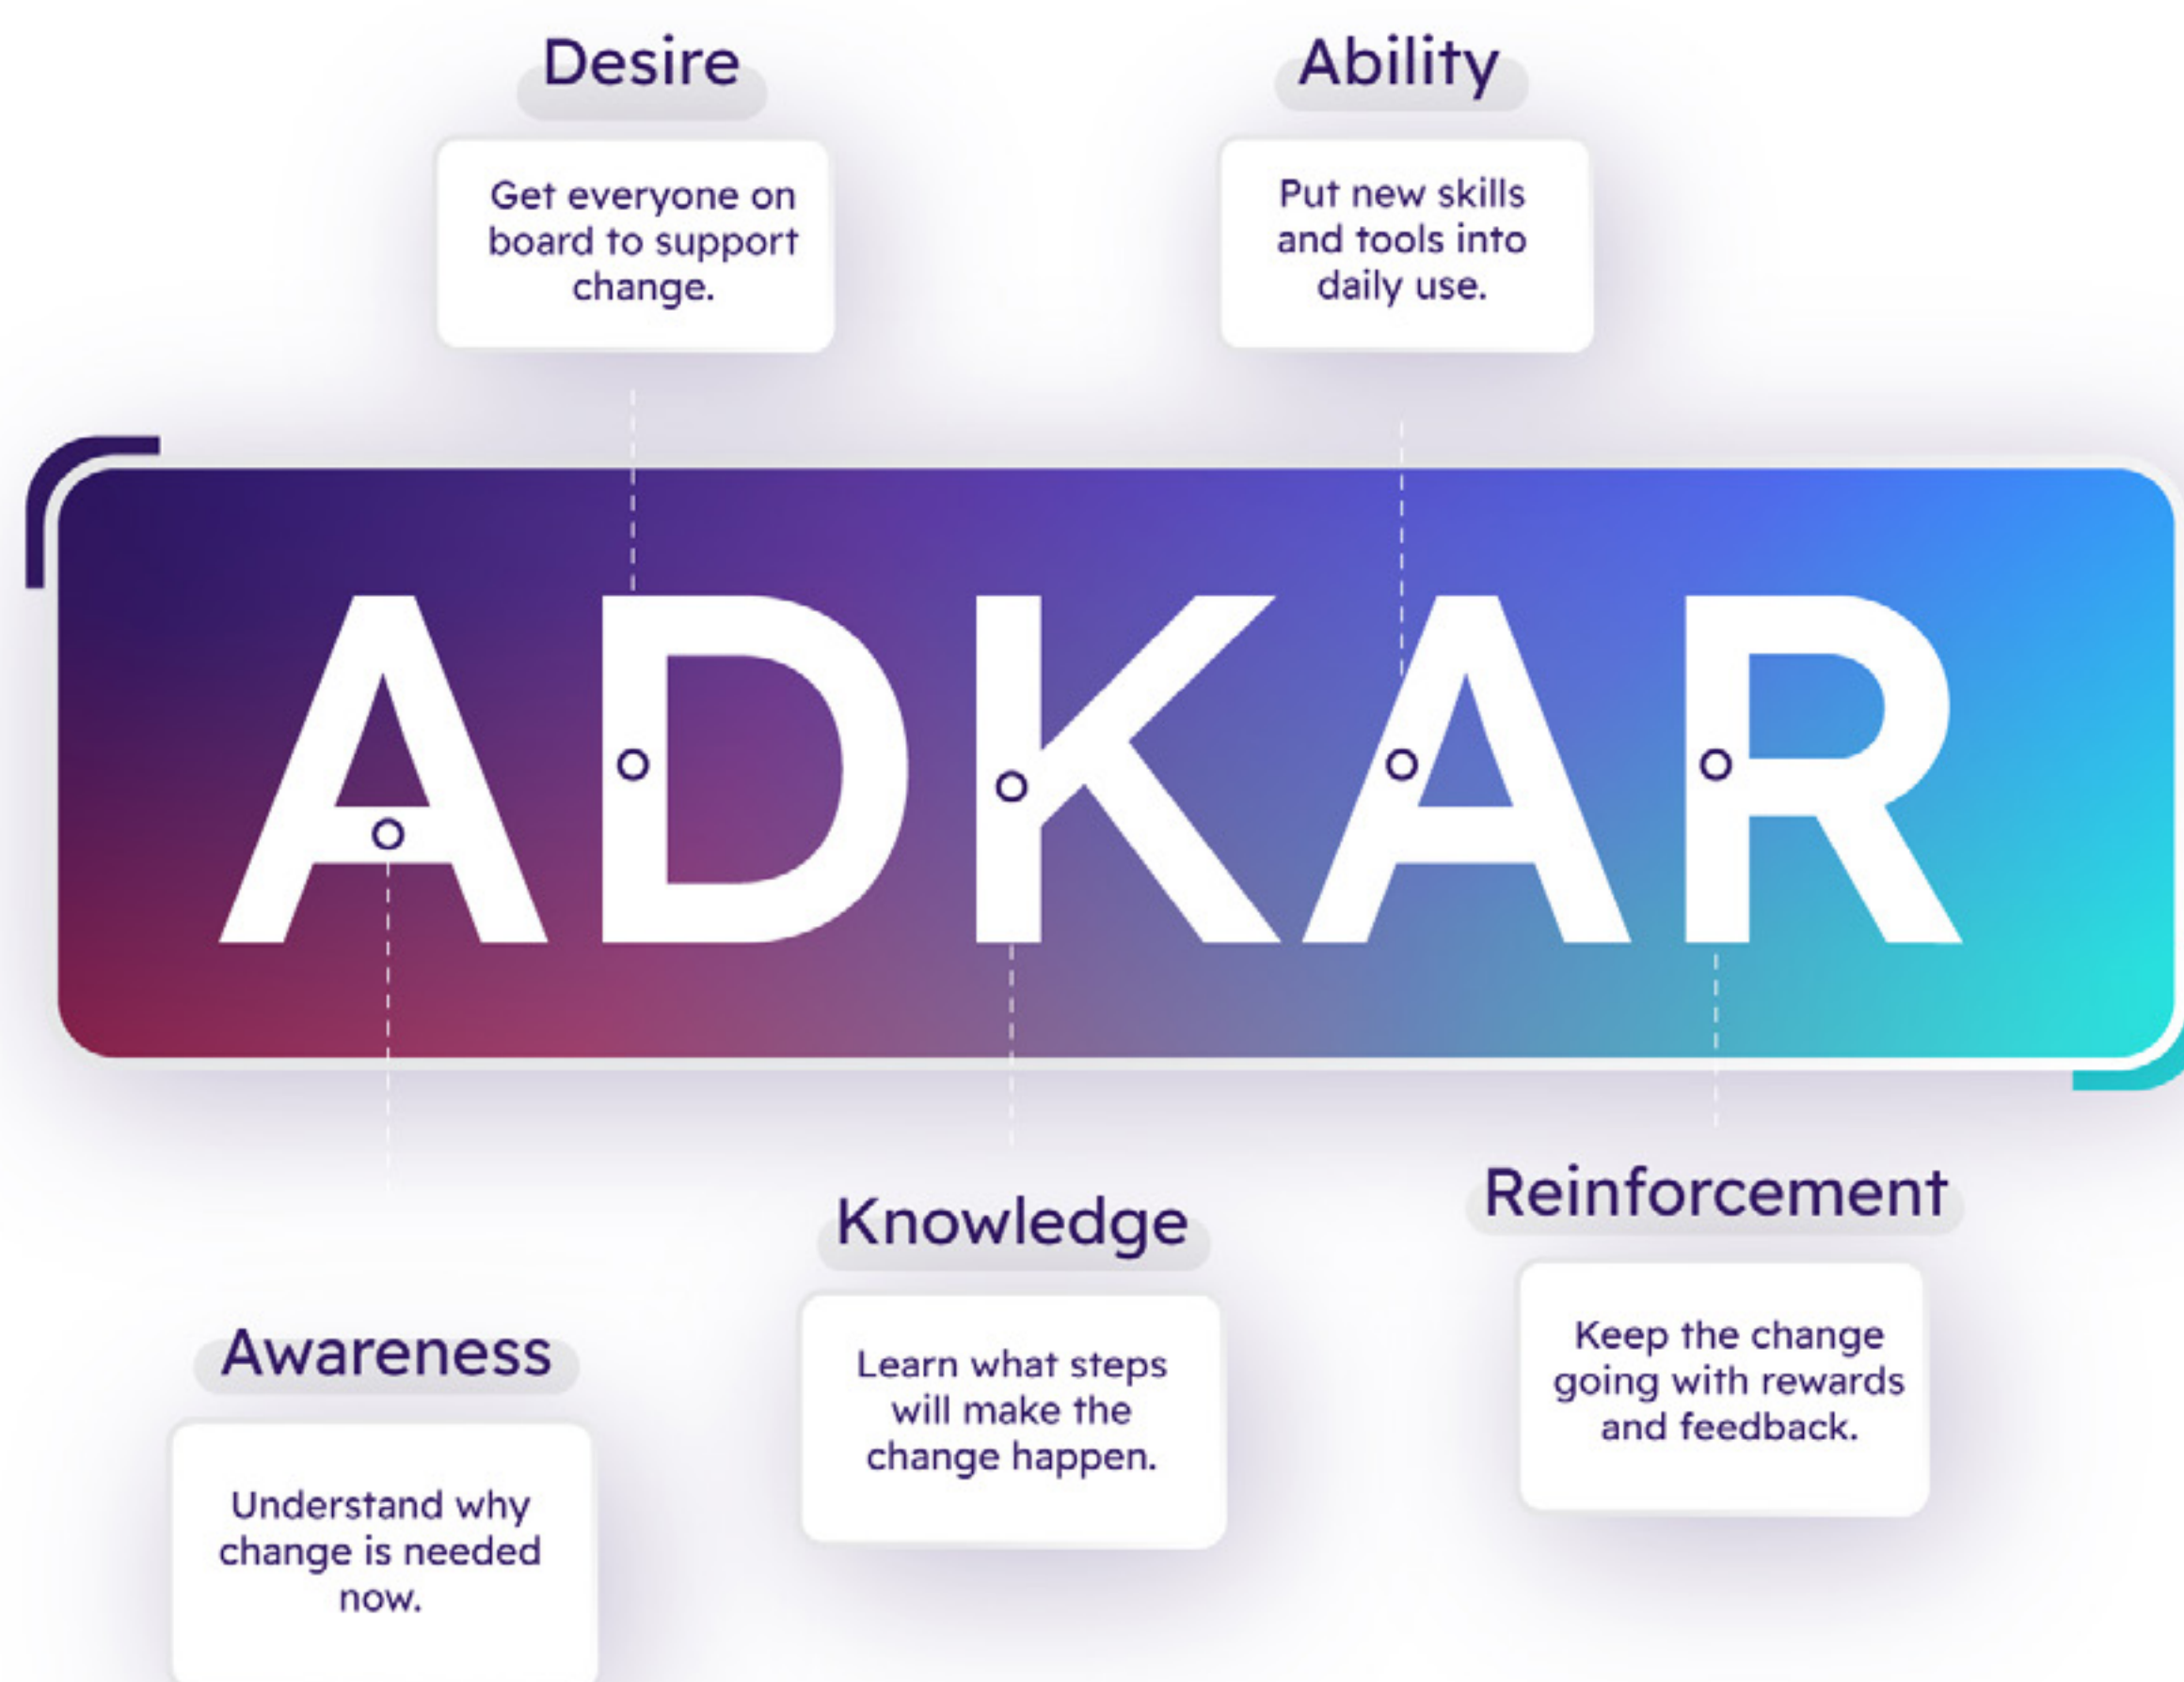 Desire
Get everyone on
board to support
change.
Ability
Put new skills
and tools into
daily use.
ADKAR
Awareness
Understand why
change is needed
now.
Knowledge
Learn what steps
will make the
change happen.
Reinforcement
Keep the change
going with rewards
and feedback.